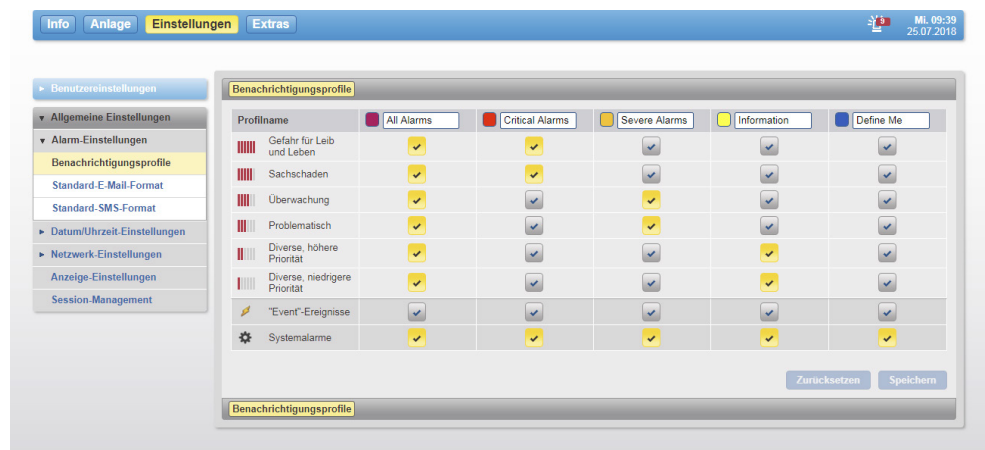 Info Anlage Einstellungen Extras 9 Mi. 09:39
25.07.2018
Benutzereinstellungen
Allgemeine Einstellungen
Alarm-Einstellungen
Benachrichtigungsprofile
Standard-E-Mail-Format
Standard-SMS-Format
Datum/Uhrzeit-Einstellungen
Netzwerk-Einstellungen
Anzeige-Einstellungen
Session-Management
Benachrichtigungsprofile
Profilname All Alarms Critical Alarms Severe Alarms Information Define Me
Gefahr für Leib
und Leben
Sachschaden
Überwachung
Problematisch
Diverse, höhere
Priorität
Diverse, niedrigere
Priorität
"Event"-Ereignisse
Systemalarme
Zurücksetzen Speichern
Benachrichtigungsprofile